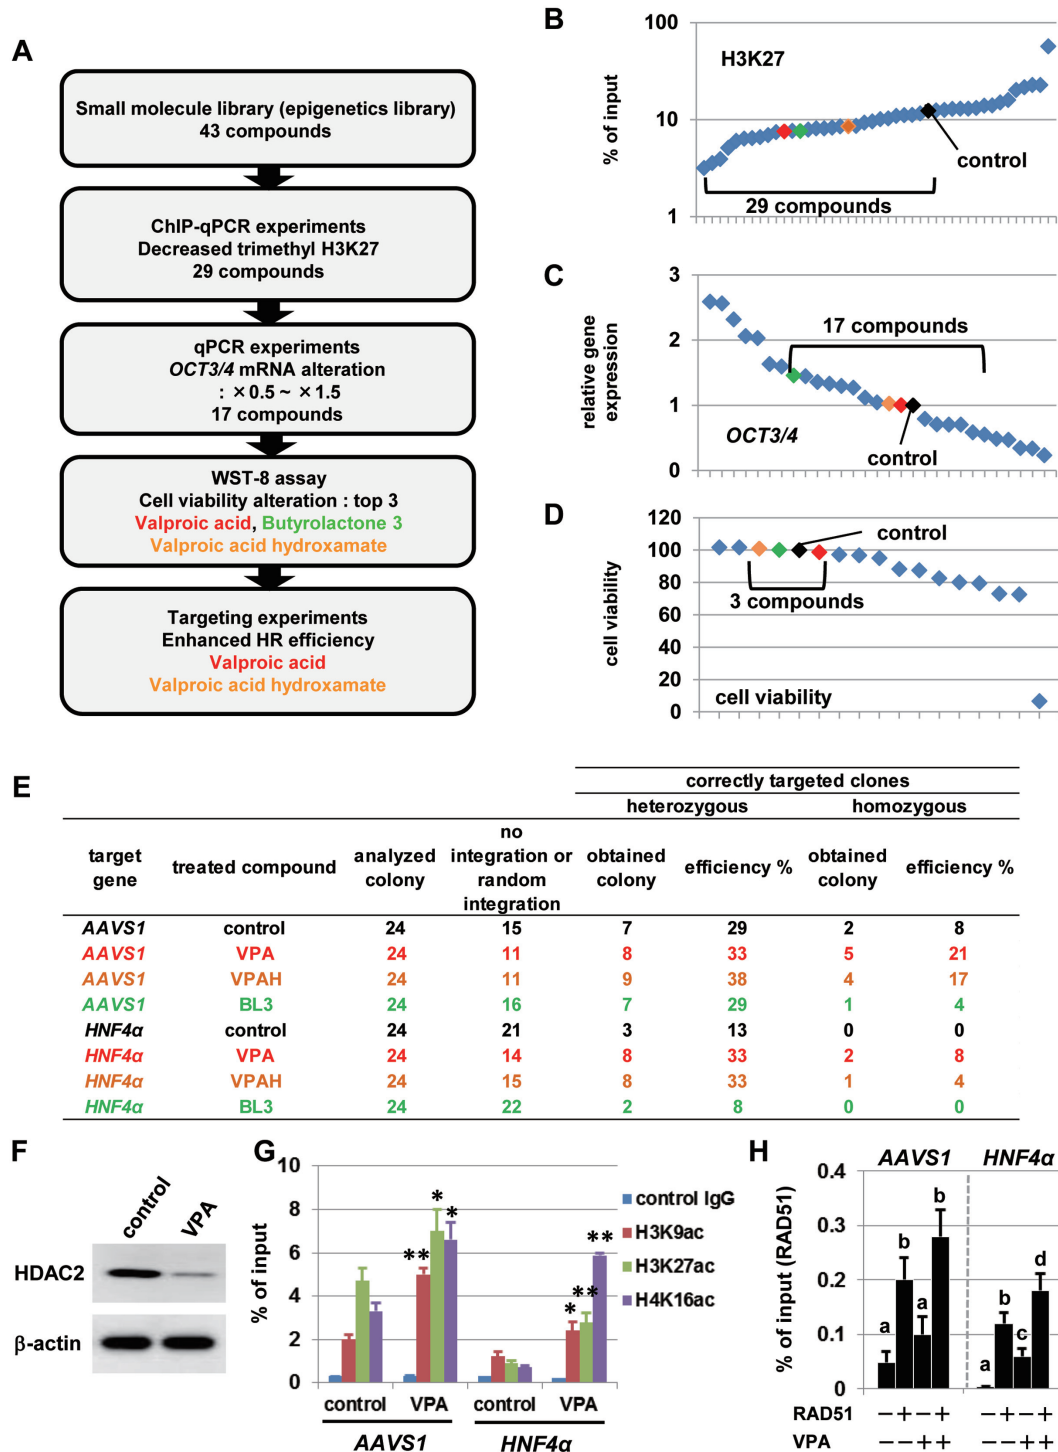 A
Small molecule library (epigenetics library)
43 compounds
ChIP-qPCR experiments
Decreased trimethyl H3K27
29 compounds
qPCR experiments
OCT3/4 mRNA alteration
: ×0.5 ~ ×1.5
17 compounds
WST-8 assay
Cell viability alteration : top 3
Valproic acid, Butyrolactone 3
Valproic acid hydroxamate
Targeting experiments
Enhanced HR efficiency
Valproic acid
Valproic acid hydroxamate
B
% of input
100
10
1
H3K27
control
29 compounds
C
relative gene
expression
3
2
1
0
17 compounds
OCT3/4
control
D
cell viability
120
100
80
60
40
20
0
control
3 compounds
cell viability
E
correctly targeted clones
heterozygous homozygous
target gene treated compound analyzed colony no integration or random integration obtained colony efficiency % obtained colony efficiency %
AAVS1 control 24 15 7 29 2 8
AAVS1 VPA 24 11 8 33 5 21
AAVS1 VPAH 24 11 9 38 4 17
AAVS1 BL3 24 16 7 29 1 4
HNF4α control 24 21 3 13 0 0
HNF4α VPA 24 14 8 33 2 8
HNF4α VPAH 24 15 8 33 1 4
HNF4α BL3 24 22 2 8 0 0
F
control VPA
HDAC2
β-actin
G
% of input
10
8
6
4
2
0
** * *
* ** **
control IgG
H3K9ac
H3K27ac
H4K16ac
control VPA control VPA
AAVS1 HNF4α
H
AAVS1 HNF4α
% of input (RAD51)
0.4
0.3
0.2
0.1
0
a b a b a b c d
RAD51 − + − + − + − +
VPA − − + + − − + +